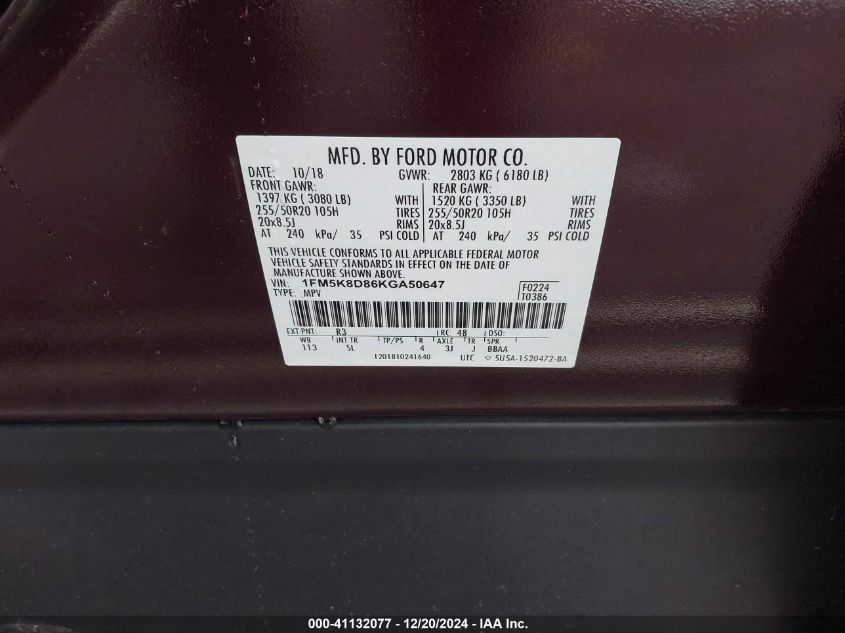 MFD. BY FORD MOTOR CO.
DATE: 10/18 GVWR: 2803 KG ( 6180 LB)
FRONT GAWR: REAR GAWR:
1397 KG ( 3080 LB) WITH 1520 KG ( 3350 LB) WITH
255/50R20 105H TIRES 255/50R20 105H TIRES
20x8.5J RIMS 20x8.5J RIMS
AT 240 kPa/ 35 PSI COLD AT 240 kPa/ 35 PSI COLD
THIS VEHICLE CONFORMS TO ALL APPLICABLE FEDERAL MOTOR
VEHICLE SAFETY STANDARDS IN EFFECT ON THE DATE OF
MANUFACTURE SHOWN ABOVE.
VIN: 1FM5K8D86KGA50647 F0224
TYPE: MPV T0386
EXT PNT: R3 RC: 48 DSO:
WB INT TR TP/PS R AXLE TR SPR
113 SL 4 3J J BBAA
1201810241640 UTC 5U5A-1520472-BA
000-41132077 - 12/20/2024 - IAA Inc.